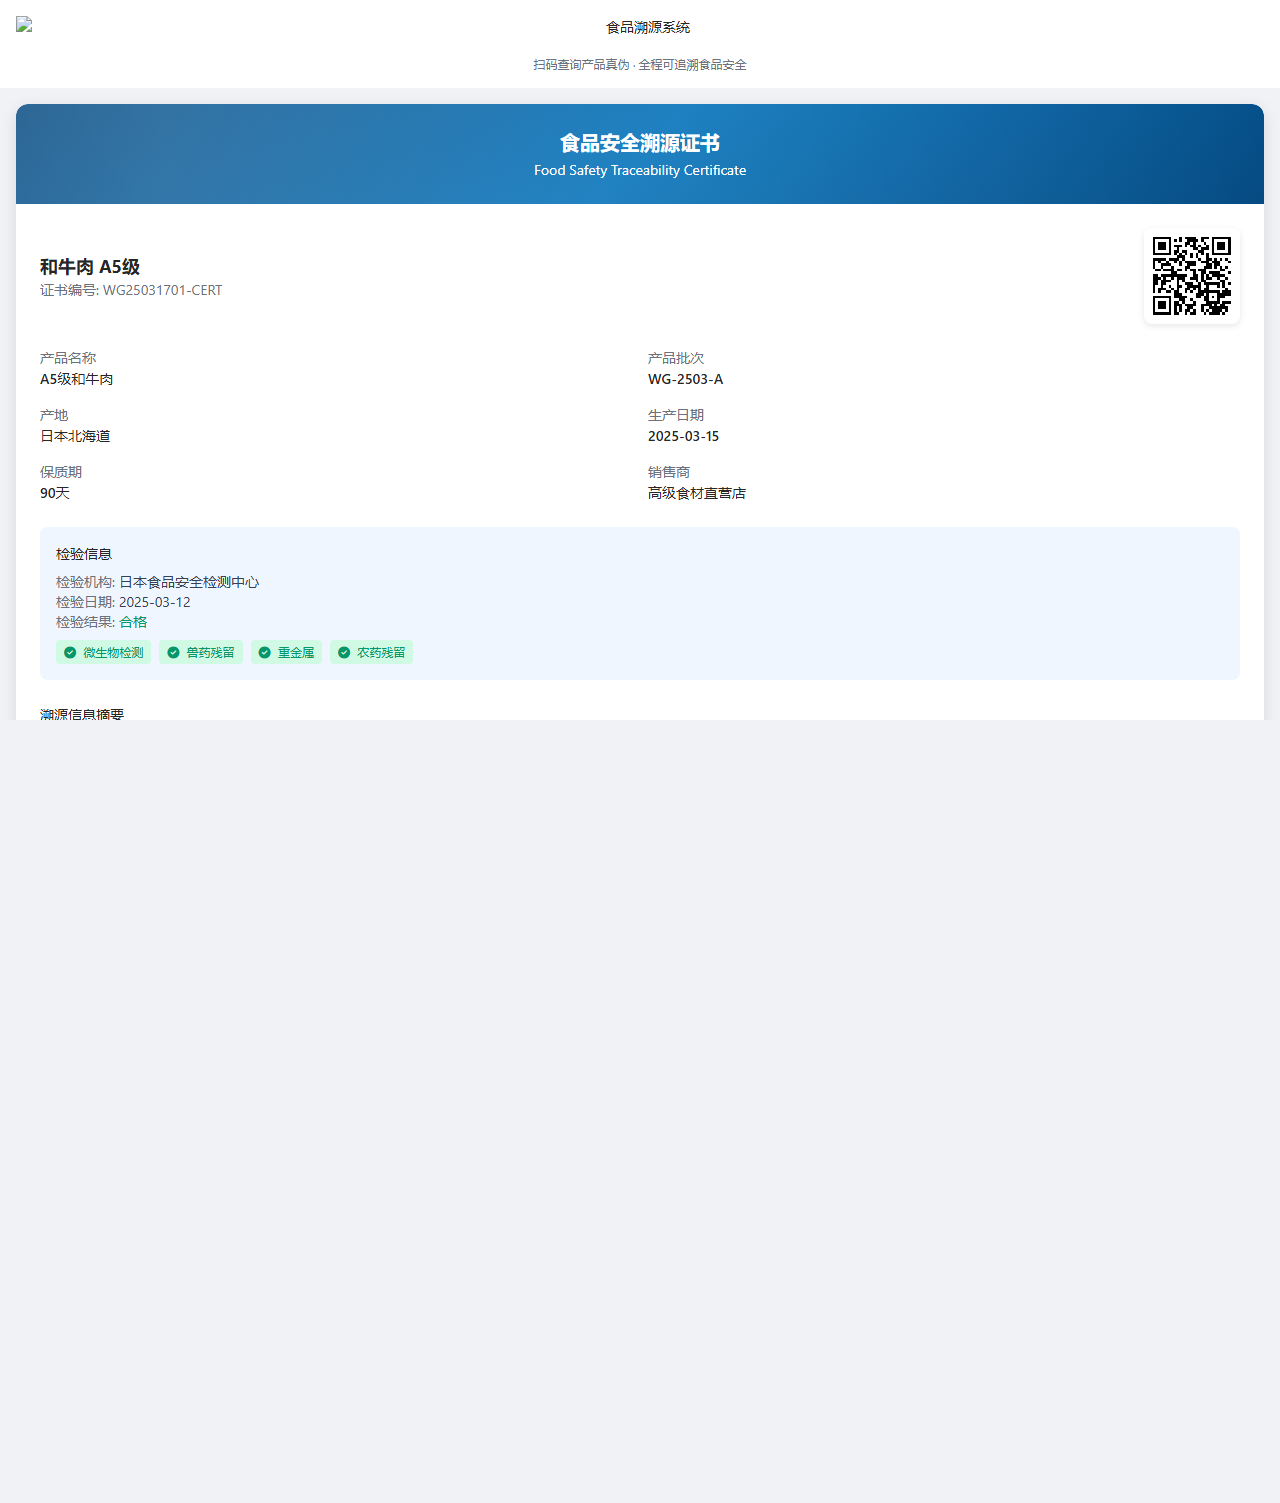 食品溯源系统
扫码查询产品真伪 · 全程可追溯食品安全
食品安全溯源证书
Food Safety Traceability Certificate
和牛肉 A5级
证书编号: WG25031701-CERT
产品名称
A5级和牛肉
产品批次
WG-2503-A
产地
日本北海道
生产日期
2025-03-15
保质期
90天
销售商
高级食材直营店
检验信息
检验机构: 日本食品安全检测中心
检验日期: 2025-03-12
检验结果: 合格
微生物检测
兽药残留
重金属
农药残留
溯源信息摘要